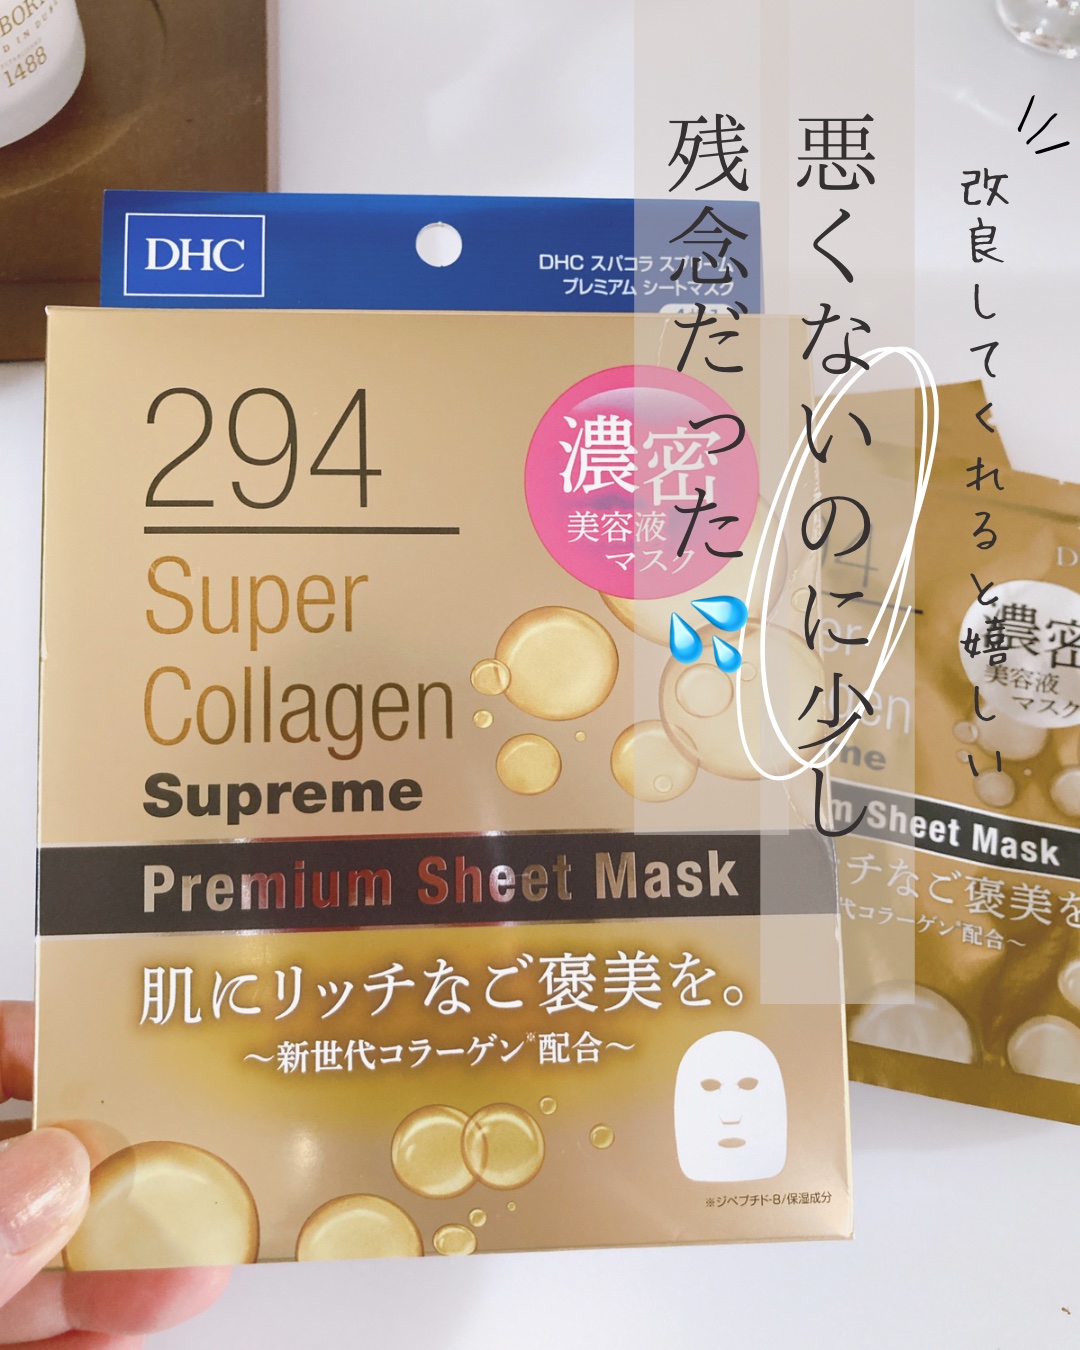 改良してくれると嬉しい
悪くないのに少し
残念だった
1488
DHC
DHC スパコラ スプリーム
プレミアム シートマスク
294
Super
Collagen
Supreme
濃密
美容液
マスク
Premium Sheet Mask
肌にリッチなご褒美を。
～新世代コラーゲン※配合～
※ジペプチド-8/保湿成分
濃密
美容液
マスク
Sheet Mask
チなご褒美を
代コラーゲン※配合～